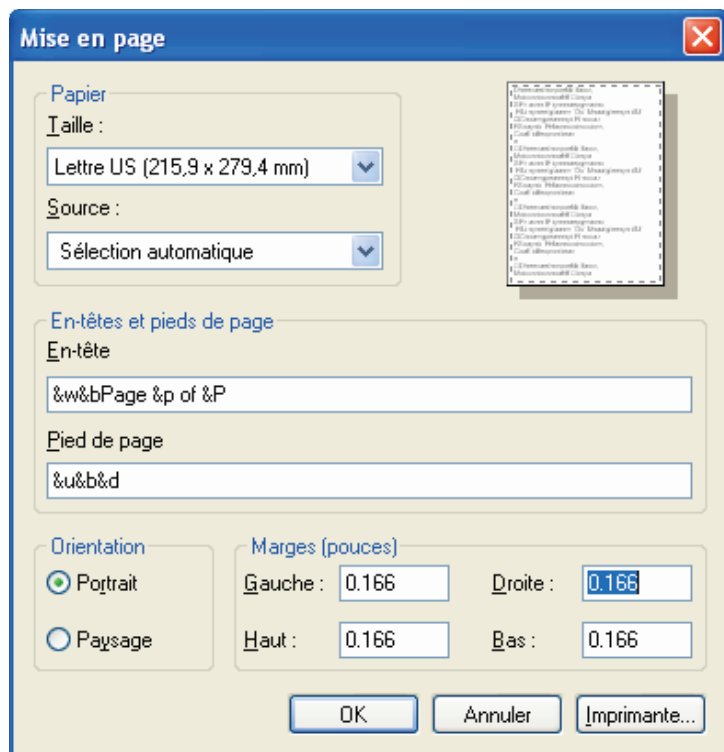 Mise en page
Papier
Taille :
Lettre US (215,9 x 279,4 mm)
Source :
Sélection automatique
En-têtes et pieds de page
En-tête
&w&bPage &p of &P
Pied de page
&u&b&d
Orientation
Portrait
Paysage
Marges (pouces)
Gauche : 0.166 Droite : 0.166
Haut : 0.166 Bas : 0.166
OK Annuler Imprimante...